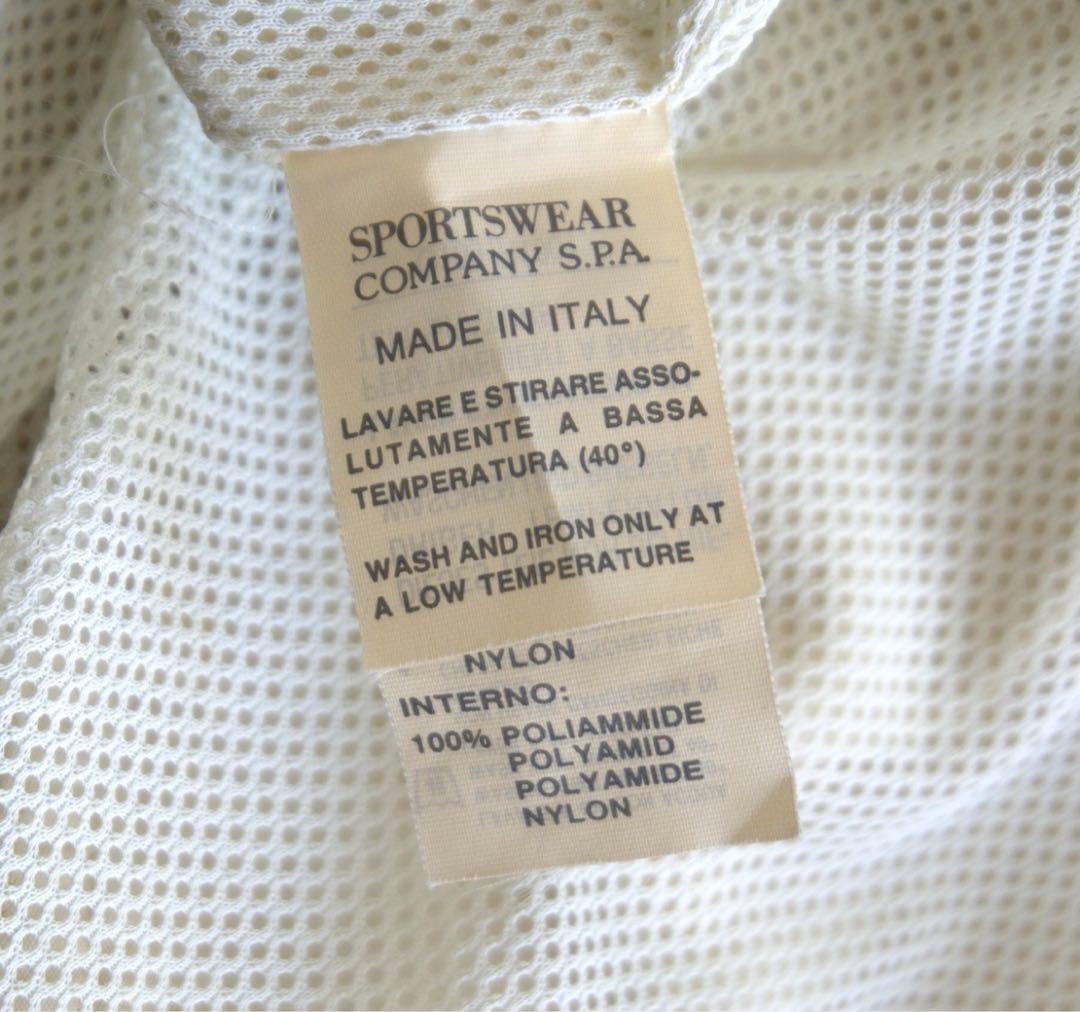 SPORTSWEAR
COMPANY S.P.A.
MADE IN ITALY
LAVARE E STIRARE ASSO-
LUTAMENTE A BASSA
TEMPERATURA (40°)
WASH AND IRON ONLY AT
A LOW TEMPERATURE
NYLON
INTERNO:
100% POLIAMMIDE
POLYAMID
POLYAMIDE
NYLON